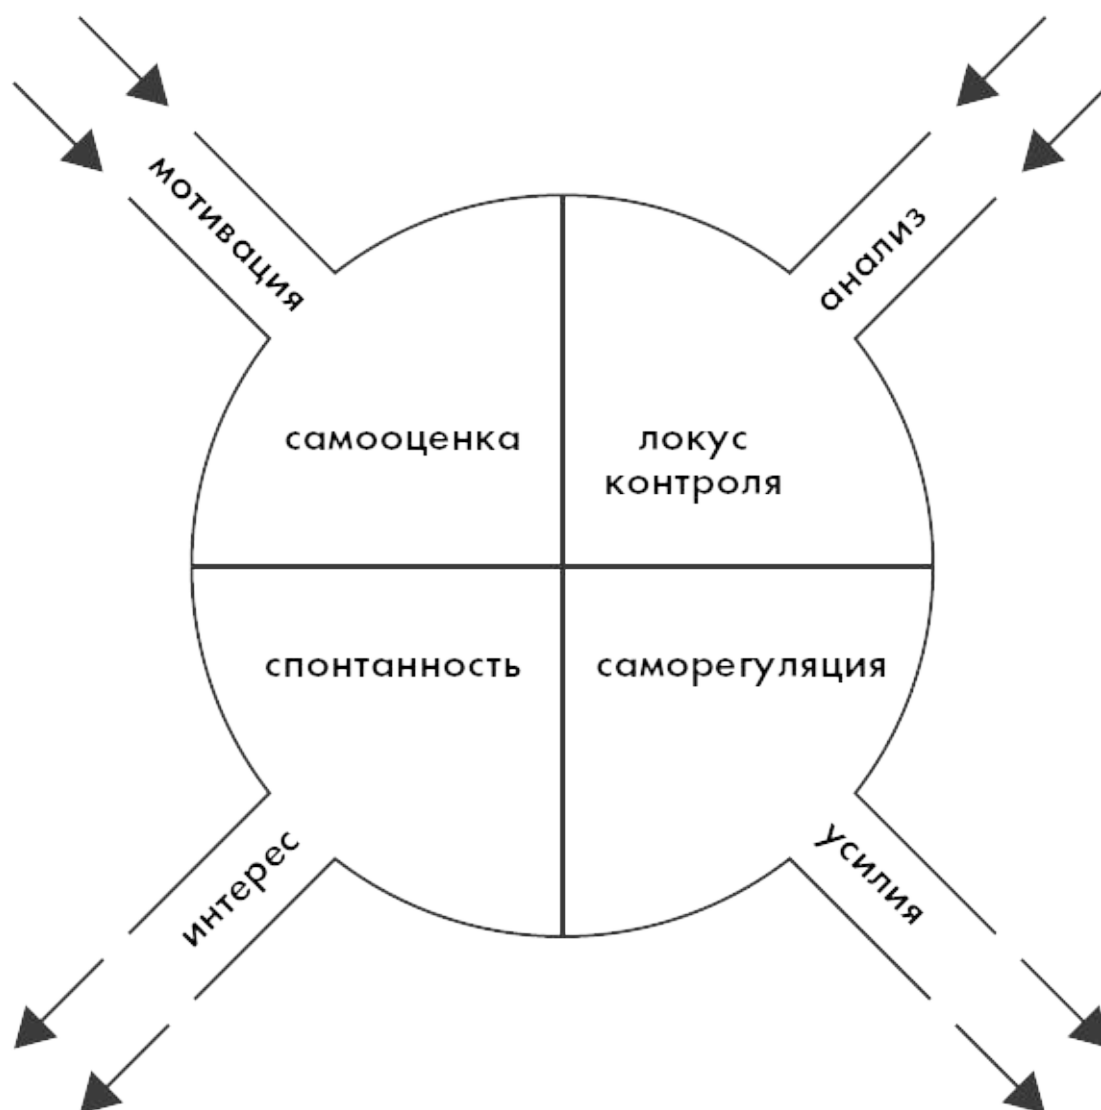 мотивация
анализ
самооценка
локус
контроля
спонтанность
саморегуляция
интерес
усилия